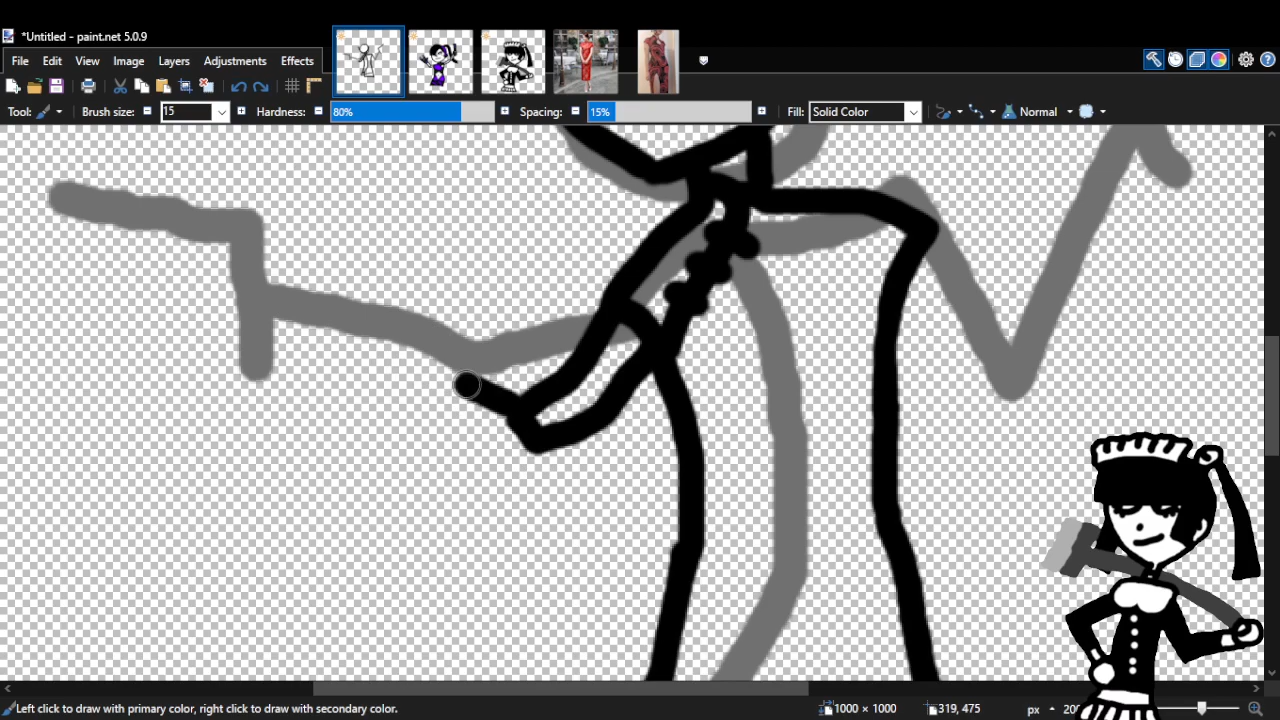 *Untitled - paint.net 5.0.9
File Edit View Image Layers Adjustments Effects
Tool: Brush size: 15 Hardness: 80% Spacing: 15% Fill: Solid Color Normal
Left click to draw with primary color, right click to draw with secondary color. 1000 × 1000 319, 475 px